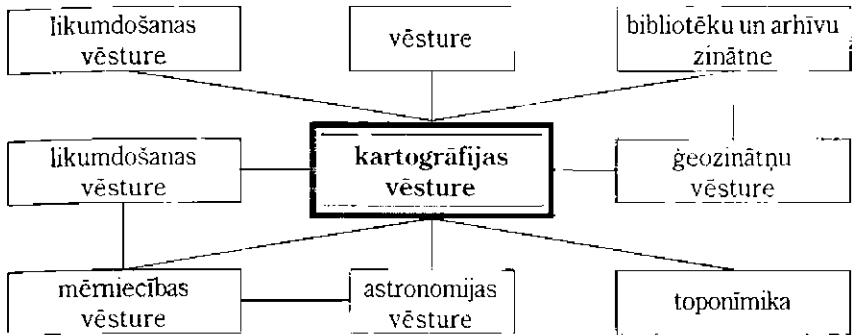 likumdošanas
vēsture
vēsture
bibliotēku un arhīvu
zinātne
likumdošanas
vēsture
kartogrāfijas
vēsture
ģeozinātņu
vēsture
mērniecības
vēsture
astronomijas
vēsture
toponīmika